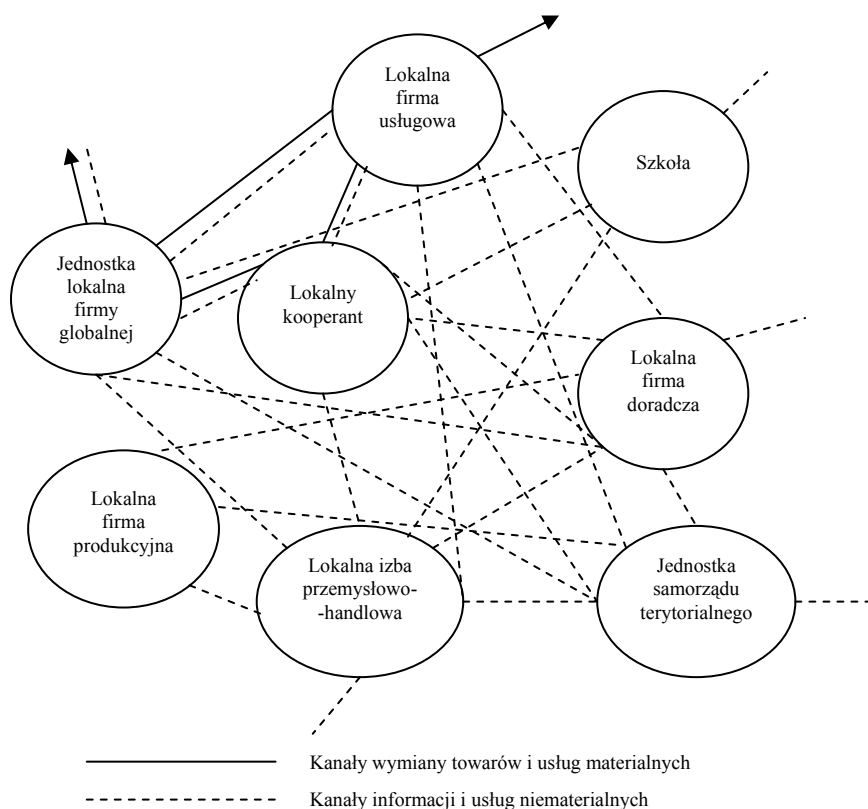 Lokalna
firma
usługowa
Szkoła
Jednostka
lokalna
firmy
globalnej
Lokalny
kooperant
Lokalna
firma
doradcza
Lokalna
firma
produkcyjna
Lokalna izba
przemysłowo-
-handlowa
Jednostka
samorządu
terytorialnego
Kanały wymiany towarów i usług materialnych
Kanały informacji i usług niematerialnych